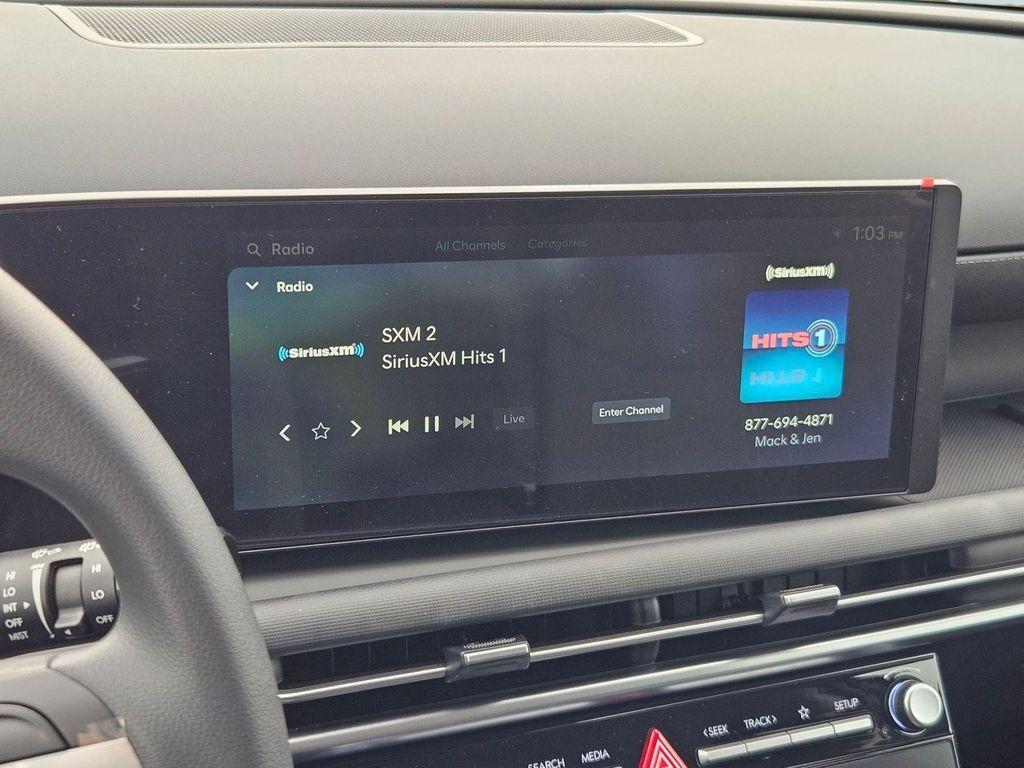 Radio
All Channels
Categories
1:03 PM
Radio
((SiriusXM))
((SiriusXM))
SXM 2
SiriusXM Hits 1
HITS 1
Live
Enter Channel
877-694-4871
Mack & Jen
HI
LO
INT
OFF
MIST
HI
LO
OFF
SEARCH
MEDIA
<SEEK
TRACK>
SETUP